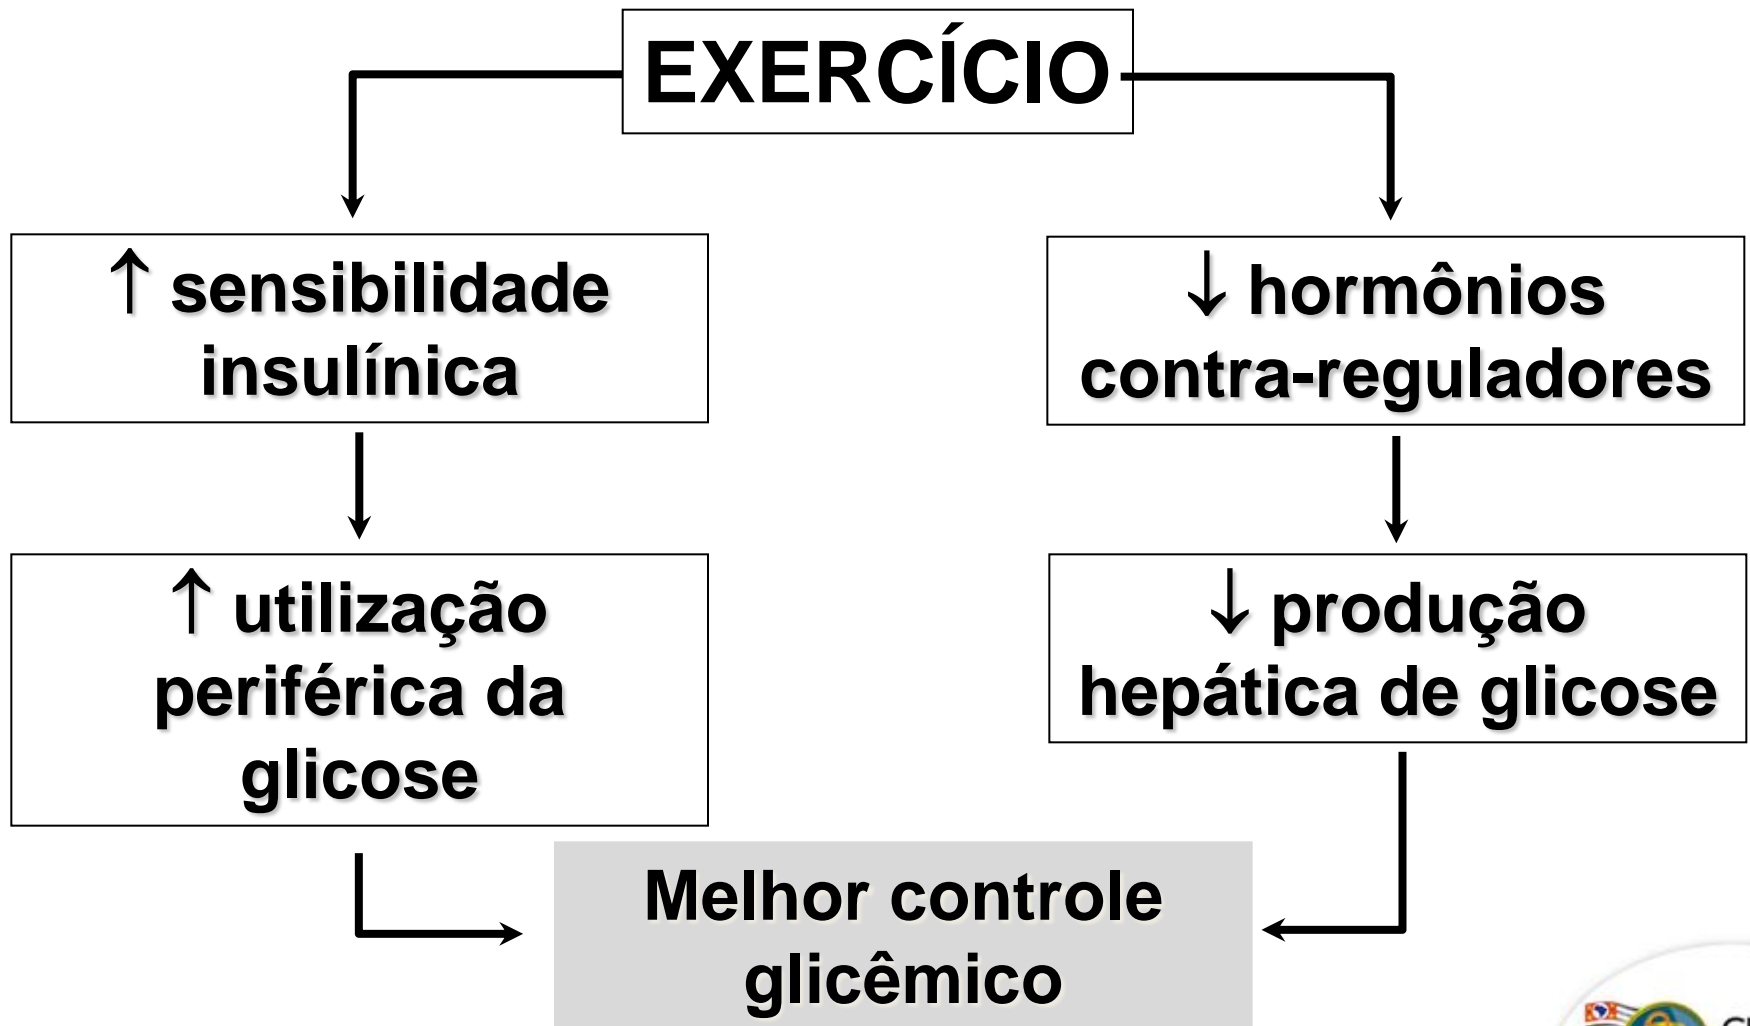 EXERCÍCIO
↑ sensibilidade
insulínica
↓ hormônios
contra-reguladores
↑ utilização
periférica da
glicose
↓ produção
hepática de glicose
Melhor controle
glicêmico